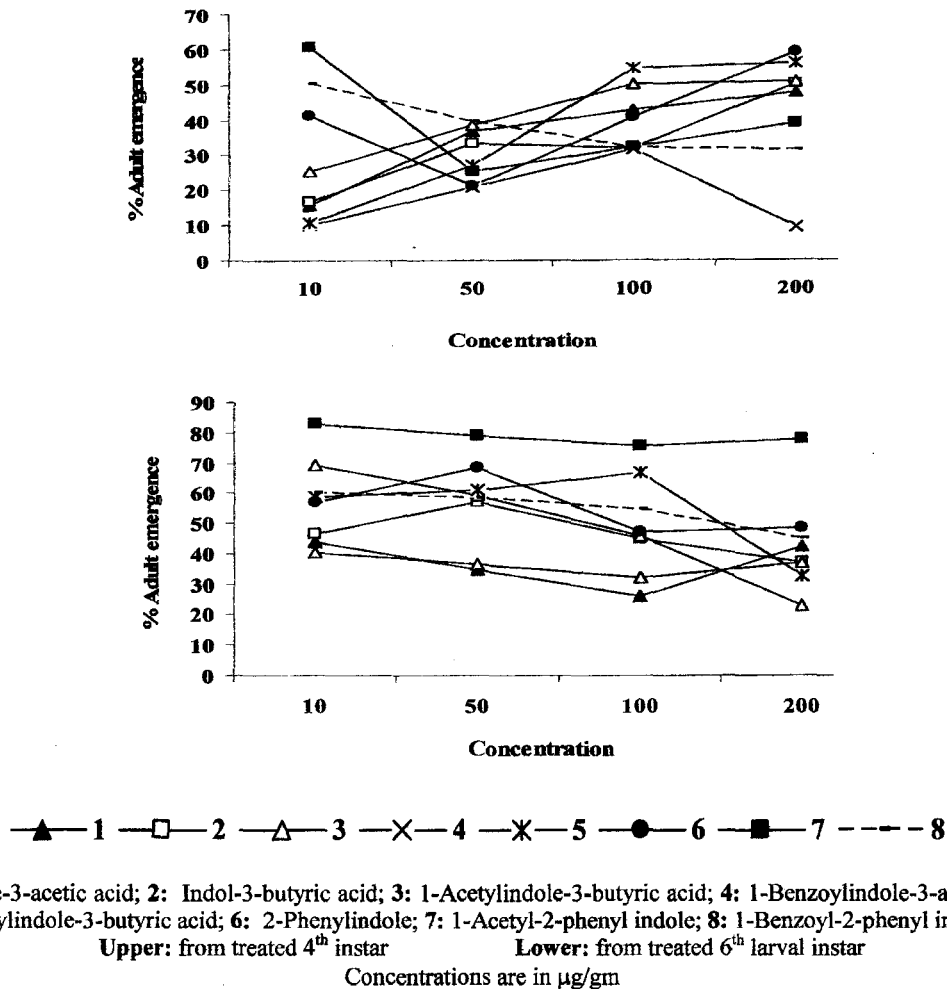 70
60
50
40
30
20
10
0
% Adult emergence
10 50 100 200
Concentration
90
80
70
60
50
40
30
20
10
0
% Adult emergence
10 50 100 200
Concentration
1 2 3 4 5 6 7 8
e-3-acetic acid; 2: Indol-3-butyric acid; 3: 1-Acetylindole-3-butyric acid; 4: 1-Benzoylindole-3-a
ylindole-3-butyric acid; 6: 2-Phenylindole; 7: 1-Acetyl-2-phenyl indole; 8: 1-Benzoyl-2-phenyl i
Upper: from treated 4th instar Lower: from treated 6th larval instar
Concentrations are in µg/gm